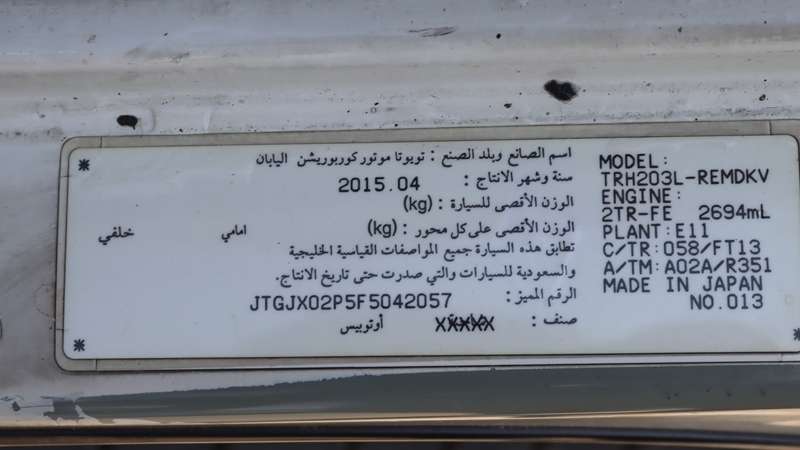 اسم الصانع وبلد الصنع : تويوتا موتور كوربوريشن اليابان
سنة وشهر الانتاج : 2015.04
الوزن الأقصى للسيارة : (kg)
الوزن الأقصى على كل محور : (kg) امامي خلفي
تطابق هذه السيارة جميع المواصفات القياسية الخليجية
والسعودية للسيارات والتي صدرت حتى تاريخ الانتاج.
الرقم المميز : JTGJX02P5F5042057
صنف : XXXXX أوتوبيس
MODEL:
TRH203L-REMDKV
ENGINE:
2TR-FE 2694mL
PLANT:E11
C/TR:058/FT13
A/TM:A02A/R351
MADE IN JAPAN
NO.013